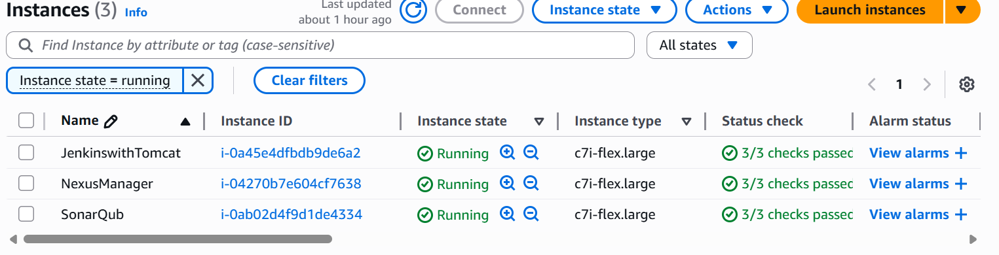 Instances (3) Info
Last updated
about 1 hour ago
Connect
Instance state
Actions
Launch instances
Find Instance by attribute or tag (case-sensitive)
All states
Instance state = running
Clear filters
1
Name Instance ID Instance state Instance type Status check Alarm status
JenkinswithTomcat i-0a45e4dfbdb9de6a2 Running c7i-flex.large 3/3 checks passed View alarms +
NexusManager i-04270b7e604cf7638 Running c7i-flex.large 3/3 checks passed View alarms +
SonarQub i-0ab02d4f9d1de4334 Running c7i-flex.large 3/3 checks passed View alarms +